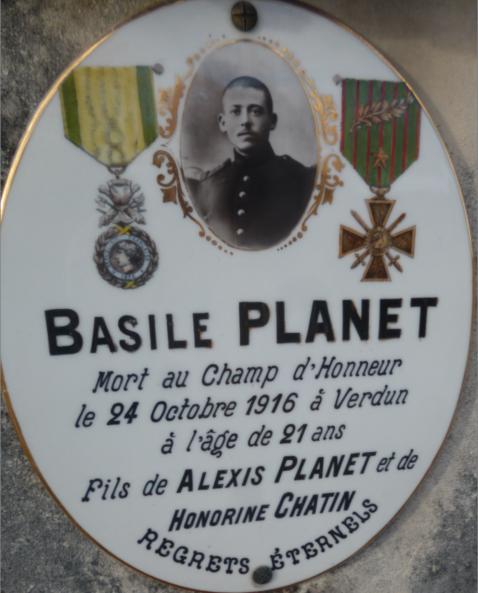 BASILE PLANET
Mort au Champ d'Honneur
le 24 Octobre 1916 à Verdun
à l'âge de 21 ans
Fils de ALEXIS PLANET et de
HONORINE CHATIN
REGRETS ÉTERNELS